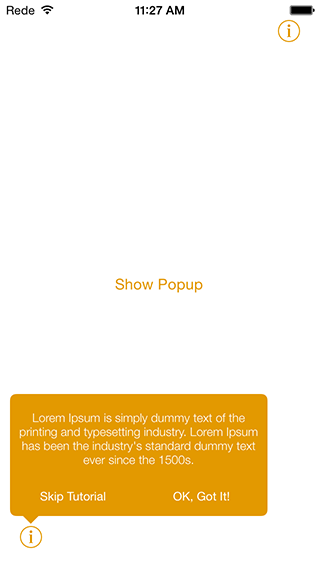 Rede 11:27 AM
i
Show Popup
Lorem Ipsum is simply dummy text of the
printing and typesetting industry. Lorem Ipsum
has been the industry's standard dummy text
ever since the 1500s.
Skip Tutorial OK, Got It!
i